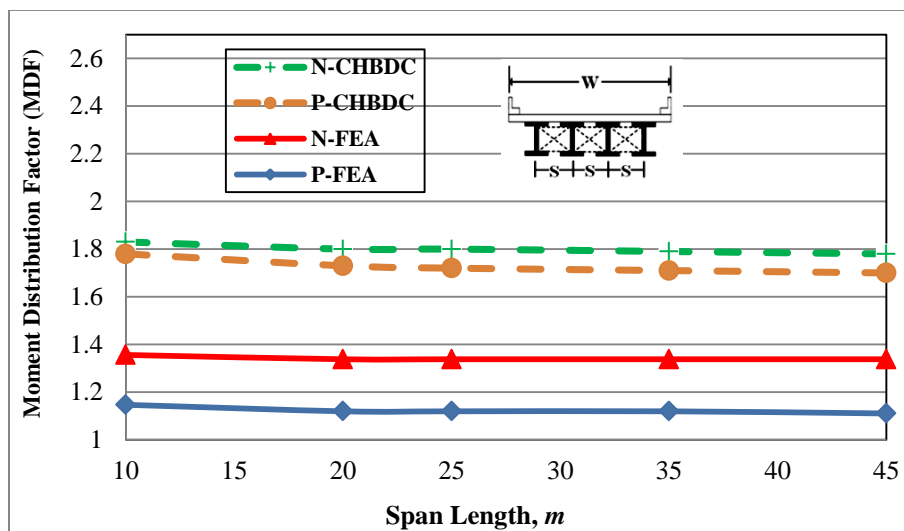 Moment Distribution Factor (MDF)
2.6
2.4
2.2
2
1.8
1.6
1.4
1.2
1
N-CHBDC
P-CHBDC
N-FEA
P-FEA
W
S S S
10 15 20 25 30 35 40 45
Span Length, m